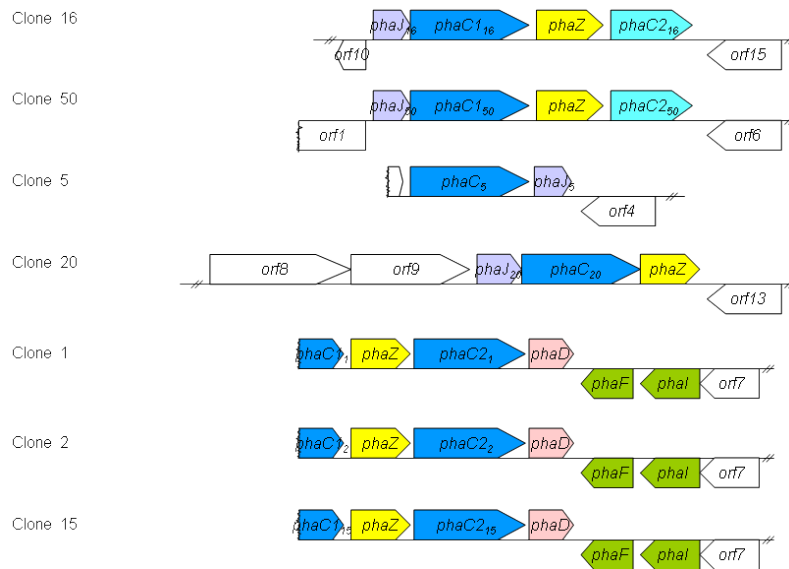 Clone 16
phaJ16 phaC116 phaZ phaC216
orf10 orf15
Clone 50
phaJ50 phaC150 phaZ phaC250
orf1 orf6
Clone 5
phaC5 phaJ5
orf4
Clone 20
orf8 orf9 phaJ20 phaC20 phaZ
orf13
Clone 1
phaC11 phaZ phaC21 phaD
phaF phaI orf7
Clone 2
phaC12 phaZ phaC22 phaD
phaF phaI orf7
Clone 15
phaC115 phaZ phaC215 phaD
phaF phaI orf7